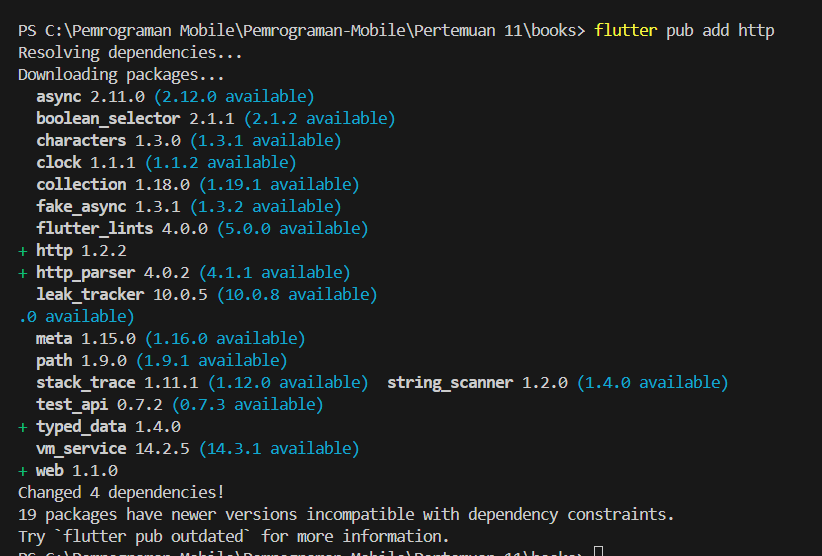 PS C:\Pemrograman Mobile\Pemrograman-Mobile\Pertemuan 11\books> flutter pub add http
Resolving dependencies...
Downloading packages...
  async 2.11.0 (2.12.0 available)
  boolean_selector 2.1.1 (2.1.2 available)
  characters 1.3.0 (1.3.1 available)
  clock 1.1.1 (1.1.2 available)
  collection 1.18.0 (1.19.1 available)
  fake_async 1.3.1 (1.3.2 available)
  flutter_lints 4.0.0 (5.0.0 available)
+ http 1.2.2
+ http_parser 4.0.2 (4.1.1 available)
  leak_tracker 10.0.5 (10.0.8 available)
.0 available)
  meta 1.15.0 (1.16.0 available)
  path 1.9.0 (1.9.1 available)
  stack_trace 1.11.1 (1.12.0 available)  string_scanner 1.2.0 (1.4.0 available)
  test_api 0.7.2 (0.7.3 available)
+ typed_data 1.4.0
  vm_service 14.2.5 (14.3.1 available)
+ web 1.1.0
Changed 4 dependencies!
19 packages have newer versions incompatible with dependency constraints.
Try `flutter pub outdated` for more information.
PS C:\Pemrograman Mobile\Pemrograman-Mobile\Pertemuan 11\books>